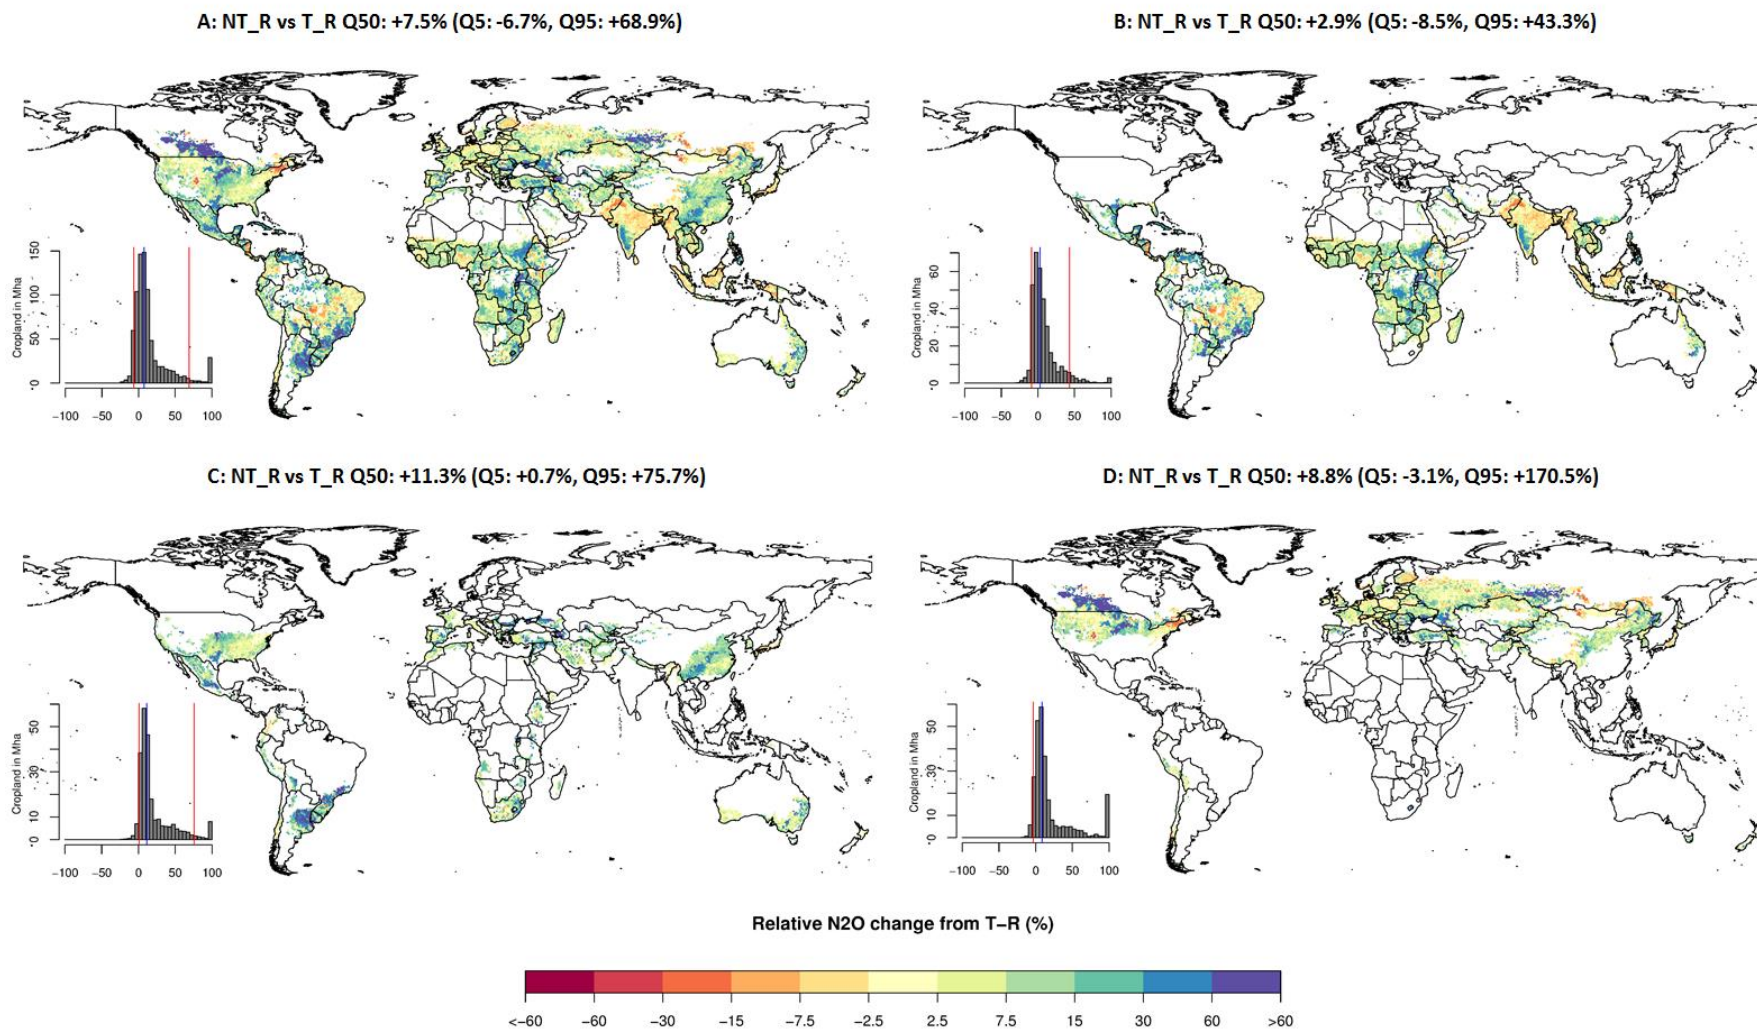 A: NT_R vs T_R Q50: +7.5% (Q5: -6.7%, Q95: +68.9%)
B: NT_R vs T_R Q50: +2.9% (Q5: -8.5%, Q95: +43.3%)
Cropland in Mha
0 50 100 150
−100 −50 0 50 100
Cropland in Mha
0 20 40 60
−100 −50 0 50 100
C: NT_R vs T_R Q50: +11.3% (Q5: +0.7%, Q95: +75.7%)
D: NT_R vs T_R Q50: +8.8% (Q5: -3.1%, Q95: +170.5%)
Cropland in Mha
0 10 30 50
−100 −50 0 50 100
Cropland in Mha
0 10 30 50
−100 −50 0 50 100
Relative N2O change from T−R (%)
<−60 −60 −30 −15 −7.5 −2.5 2.5 7.5 15 30 60 >60